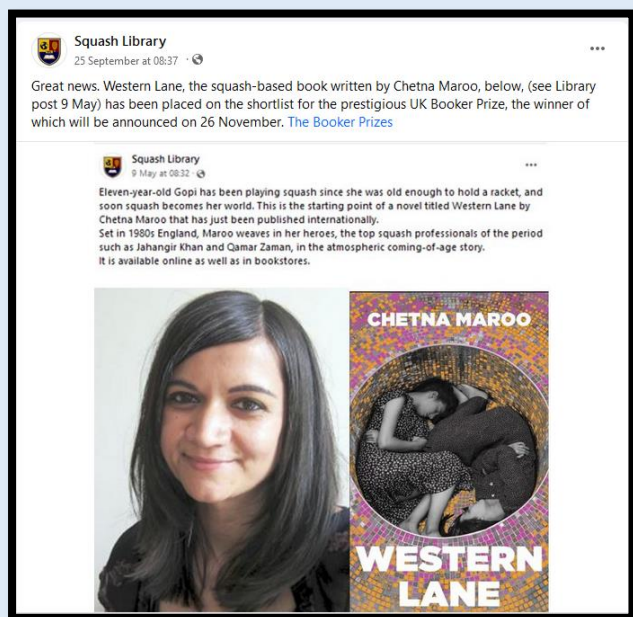 Squash Library
25 September at 08:37 ·
Great news. Western Lane, the squash-based book written by Chetna Maroo, below, (see Library
post 9 May) has been placed on the shortlist for the prestigious UK Booker Prize, the winner of
which will be announced on 26 November. The Booker Prizes
Squash Library
9 May at 08:32 ·
Eleven-year-old Gopi has been playing squash since she was old enough to hold a racket, and
soon squash becomes her world. This is the starting point of a novel titled Western Lane by
Chetna Maroo that has just been published internationally.
Set in 1980s England, Maroo weaves in her heroes, the top squash professionals of the period
such as Jahangir Khan and Qamar Zaman, in the atmospheric coming-of-age story.
It is available online as well as in bookstores.
CHETNA MAROO
WESTERN
LANE